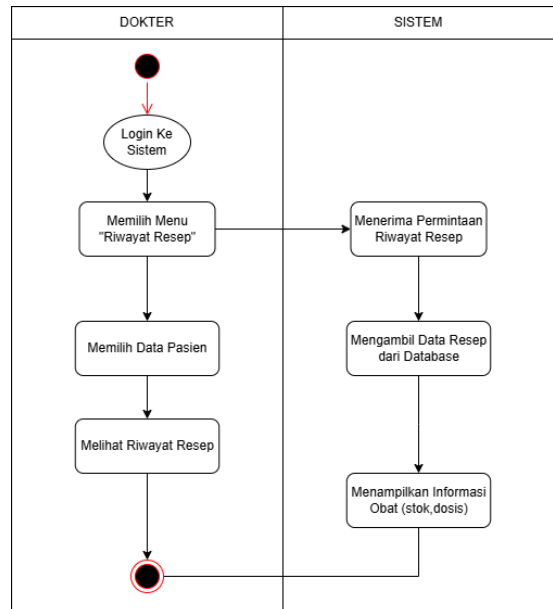 DOKTER
SISTEM
Login Ke
Sistem
Memilih Menu
"Riwayat Resep"
Menerima Permintaan
Riwayat Resep
Memilih Data Pasien
Mengambil Data Resep
dari Database
Melihat Riwayat Resep
Menampilkan Informasi
Obat (stok,dosis)